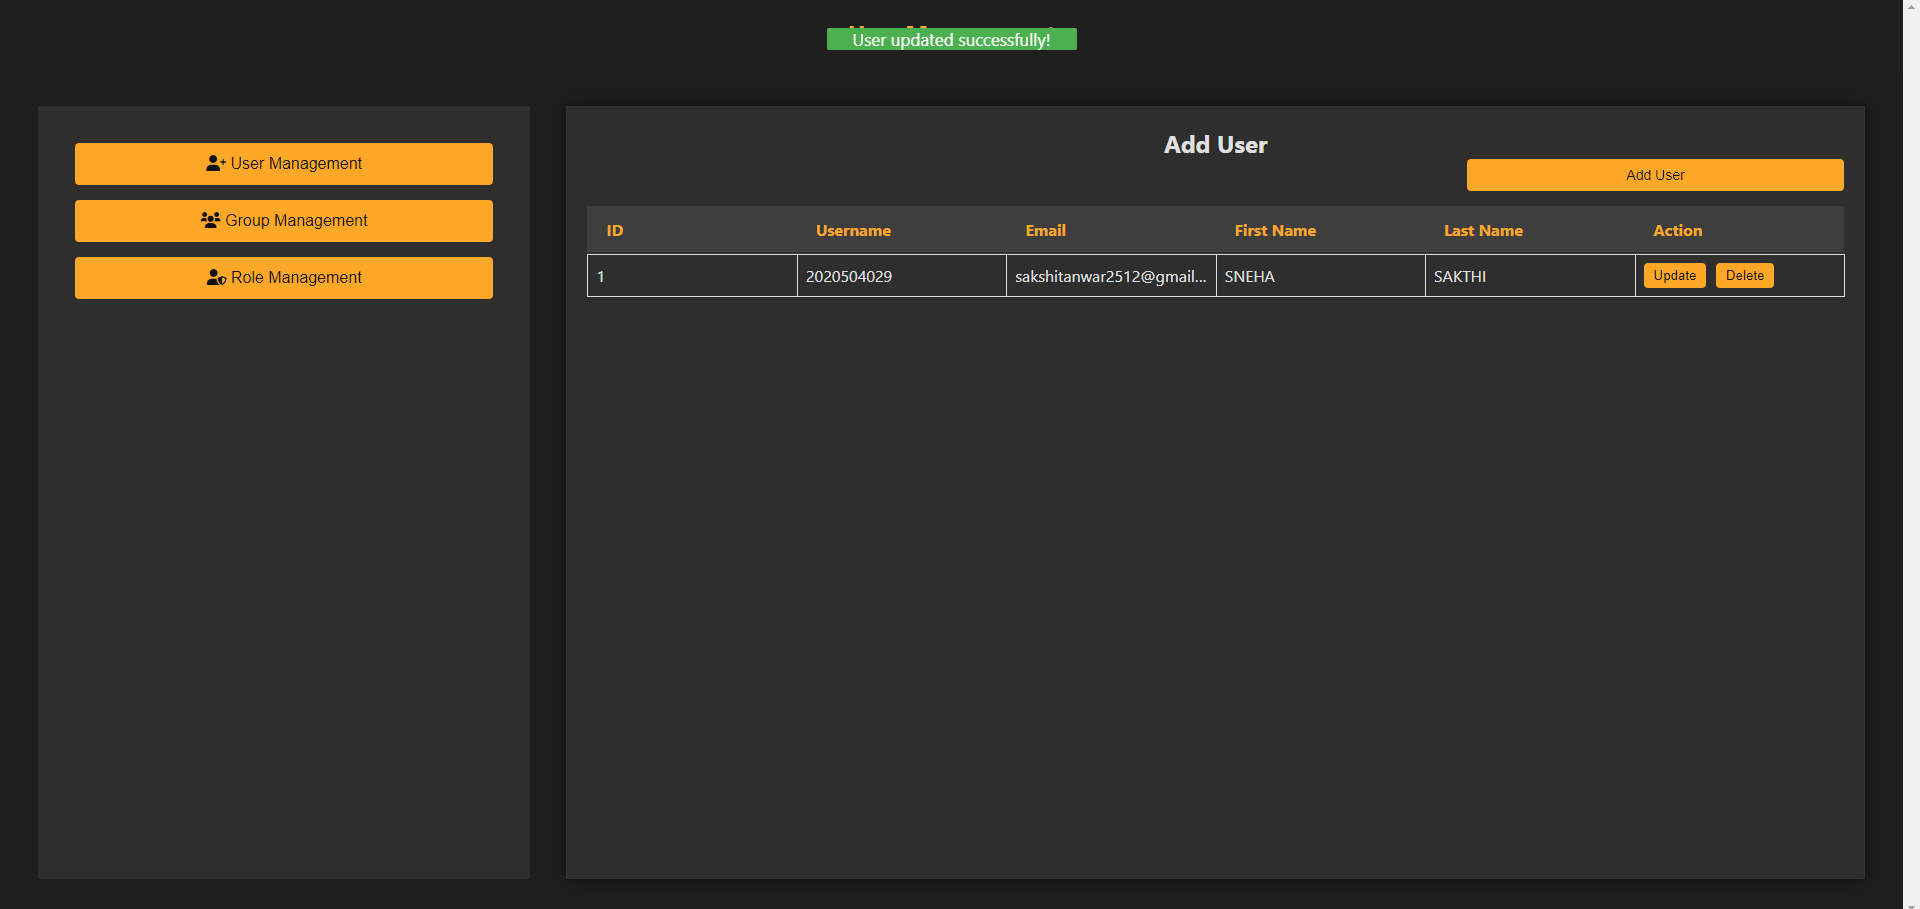 User updated successfully!
User Management
Group Management
Role Management
Add User
Add User
ID Username Email First Name Last Name Action
1 2020504029 sakshitanwar2512@gmail... SNEHA SAKTHI Update Delete